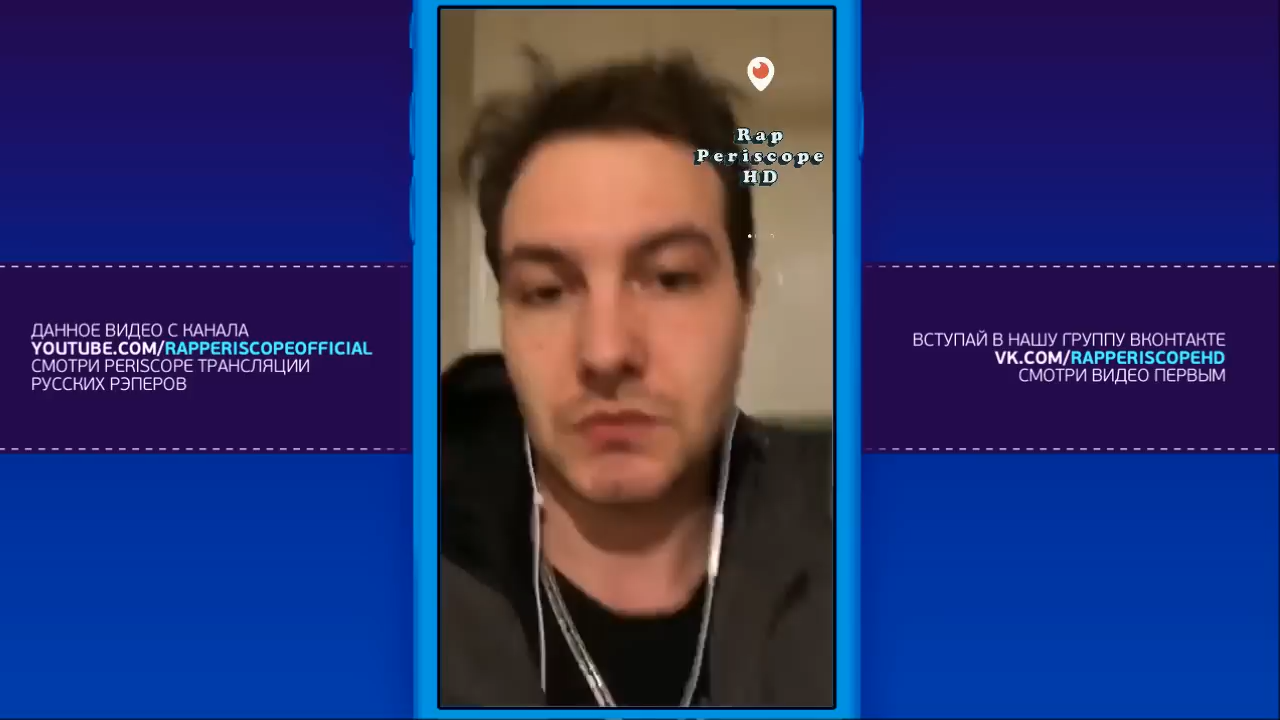 Rap
Periscope
HD
ДАННОЕ ВИДЕО С КАНАЛА
YOUTUBE.COM/RAPPERISCOPEOFFICIAL
СМОТРИ PERISCOPE ТРАНСЛЯЦИИ
РУССКИХ РЭПЕРОВ
ВСТУПАЙ В НАШУ ГРУППУ ВКОНТАКТЕ
VK.COM/RAPPERISCOPEHD
СМОТРИ ВИДЕО ПЕРВЫМ